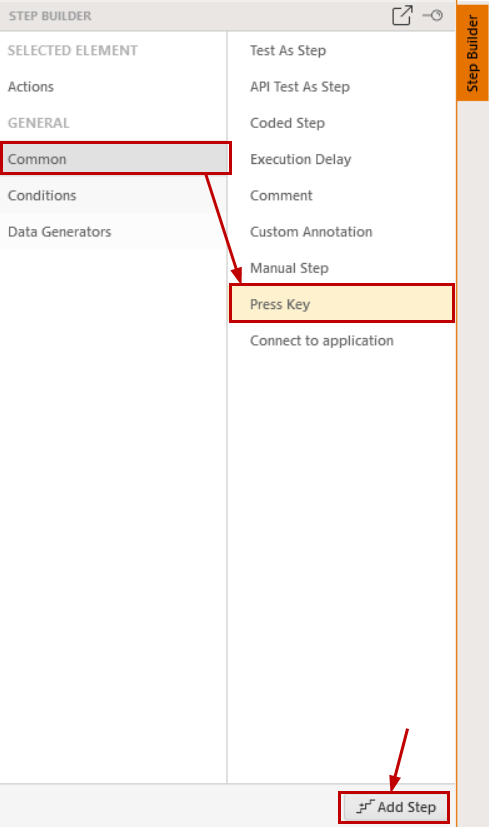 STEP BUILDER
SELECTED ELEMENT
Actions
GENERAL
Common
Conditions
Data Generators
Test As Step
API Test As Step
Coded Step
Execution Delay
Comment
Custom Annotation
Manual Step
Press Key
Connect to application
Add Step
Step Builder